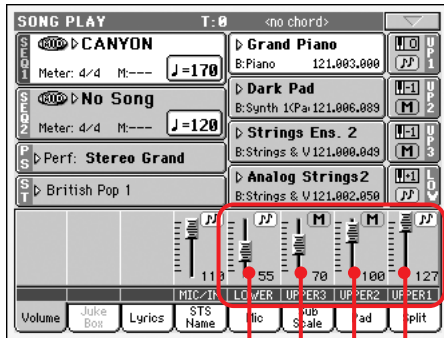 SONG PLAY T:0 <no chord>
SEQ1 CANYON
Meter: 4/4 M:--- ♩=170
SEQ2 No Song
Meter: 4/4 M:--- ♩=120
PS Perf: Stereo Grand
ST British Pop 1
Grand Piano 0 UP1
B:Piano 121.003.000
Dark Pad -1 UP2
B:Synth 1(Pa 121.006.089 M
Strings Ens. 2 -1 UP3
B:Strings & V 121.000.049 M
Analog Strings2 +1 LOW
B:Strings & V 121.002.050
M M
110 55 70 100 127
MIC/IN LOWER UPPER3 UPPER2 UPPER1
Volume Juke Box Lyrics STS Name Mic Sub Scale Pad Split